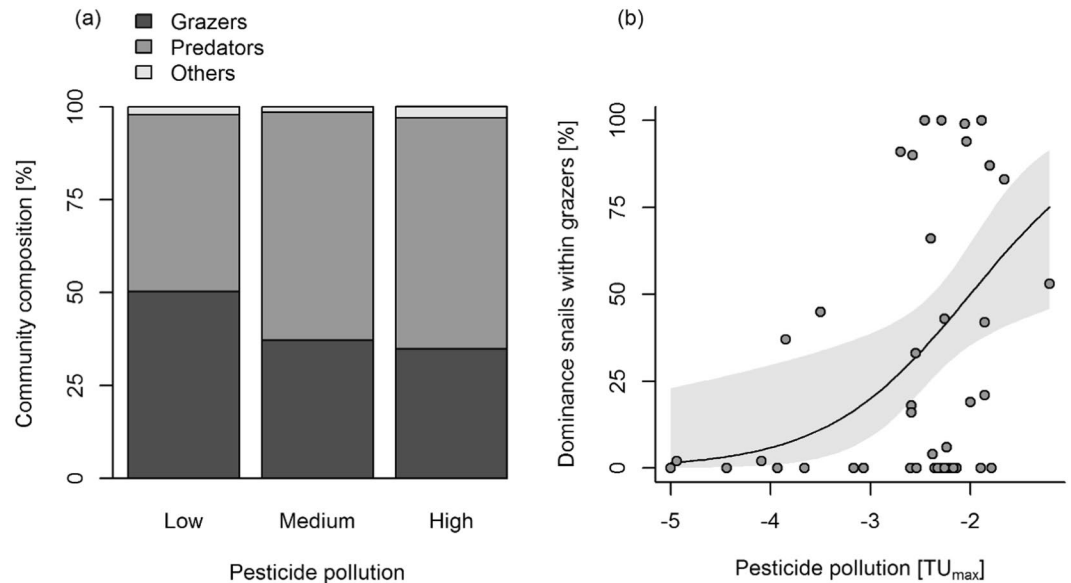 (a)
Grazers
Predators
Others
Community composition [%]
100
75
50
25
0
Low Medium High
Pesticide pollution
(b)
Dominance snails within grazers [%]
100
75
50
25
0
-5 -4 -3 -2
Pesticide pollution [TUmax]